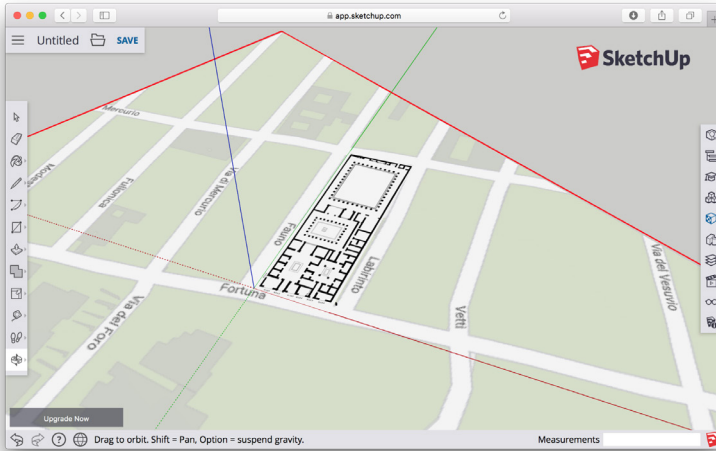 app.sketchup.com
Untitled
SAVE
SketchUp
Mercurio
Modesto
Fullonica
Via di Mercurio
Fauno
Labirinto
Via del Vesuvio
Fortuna
Via del Foro
Vetti
Upgrade Now
Drag to orbit. Shift = Pan, Option = suspend gravity.
Measurements